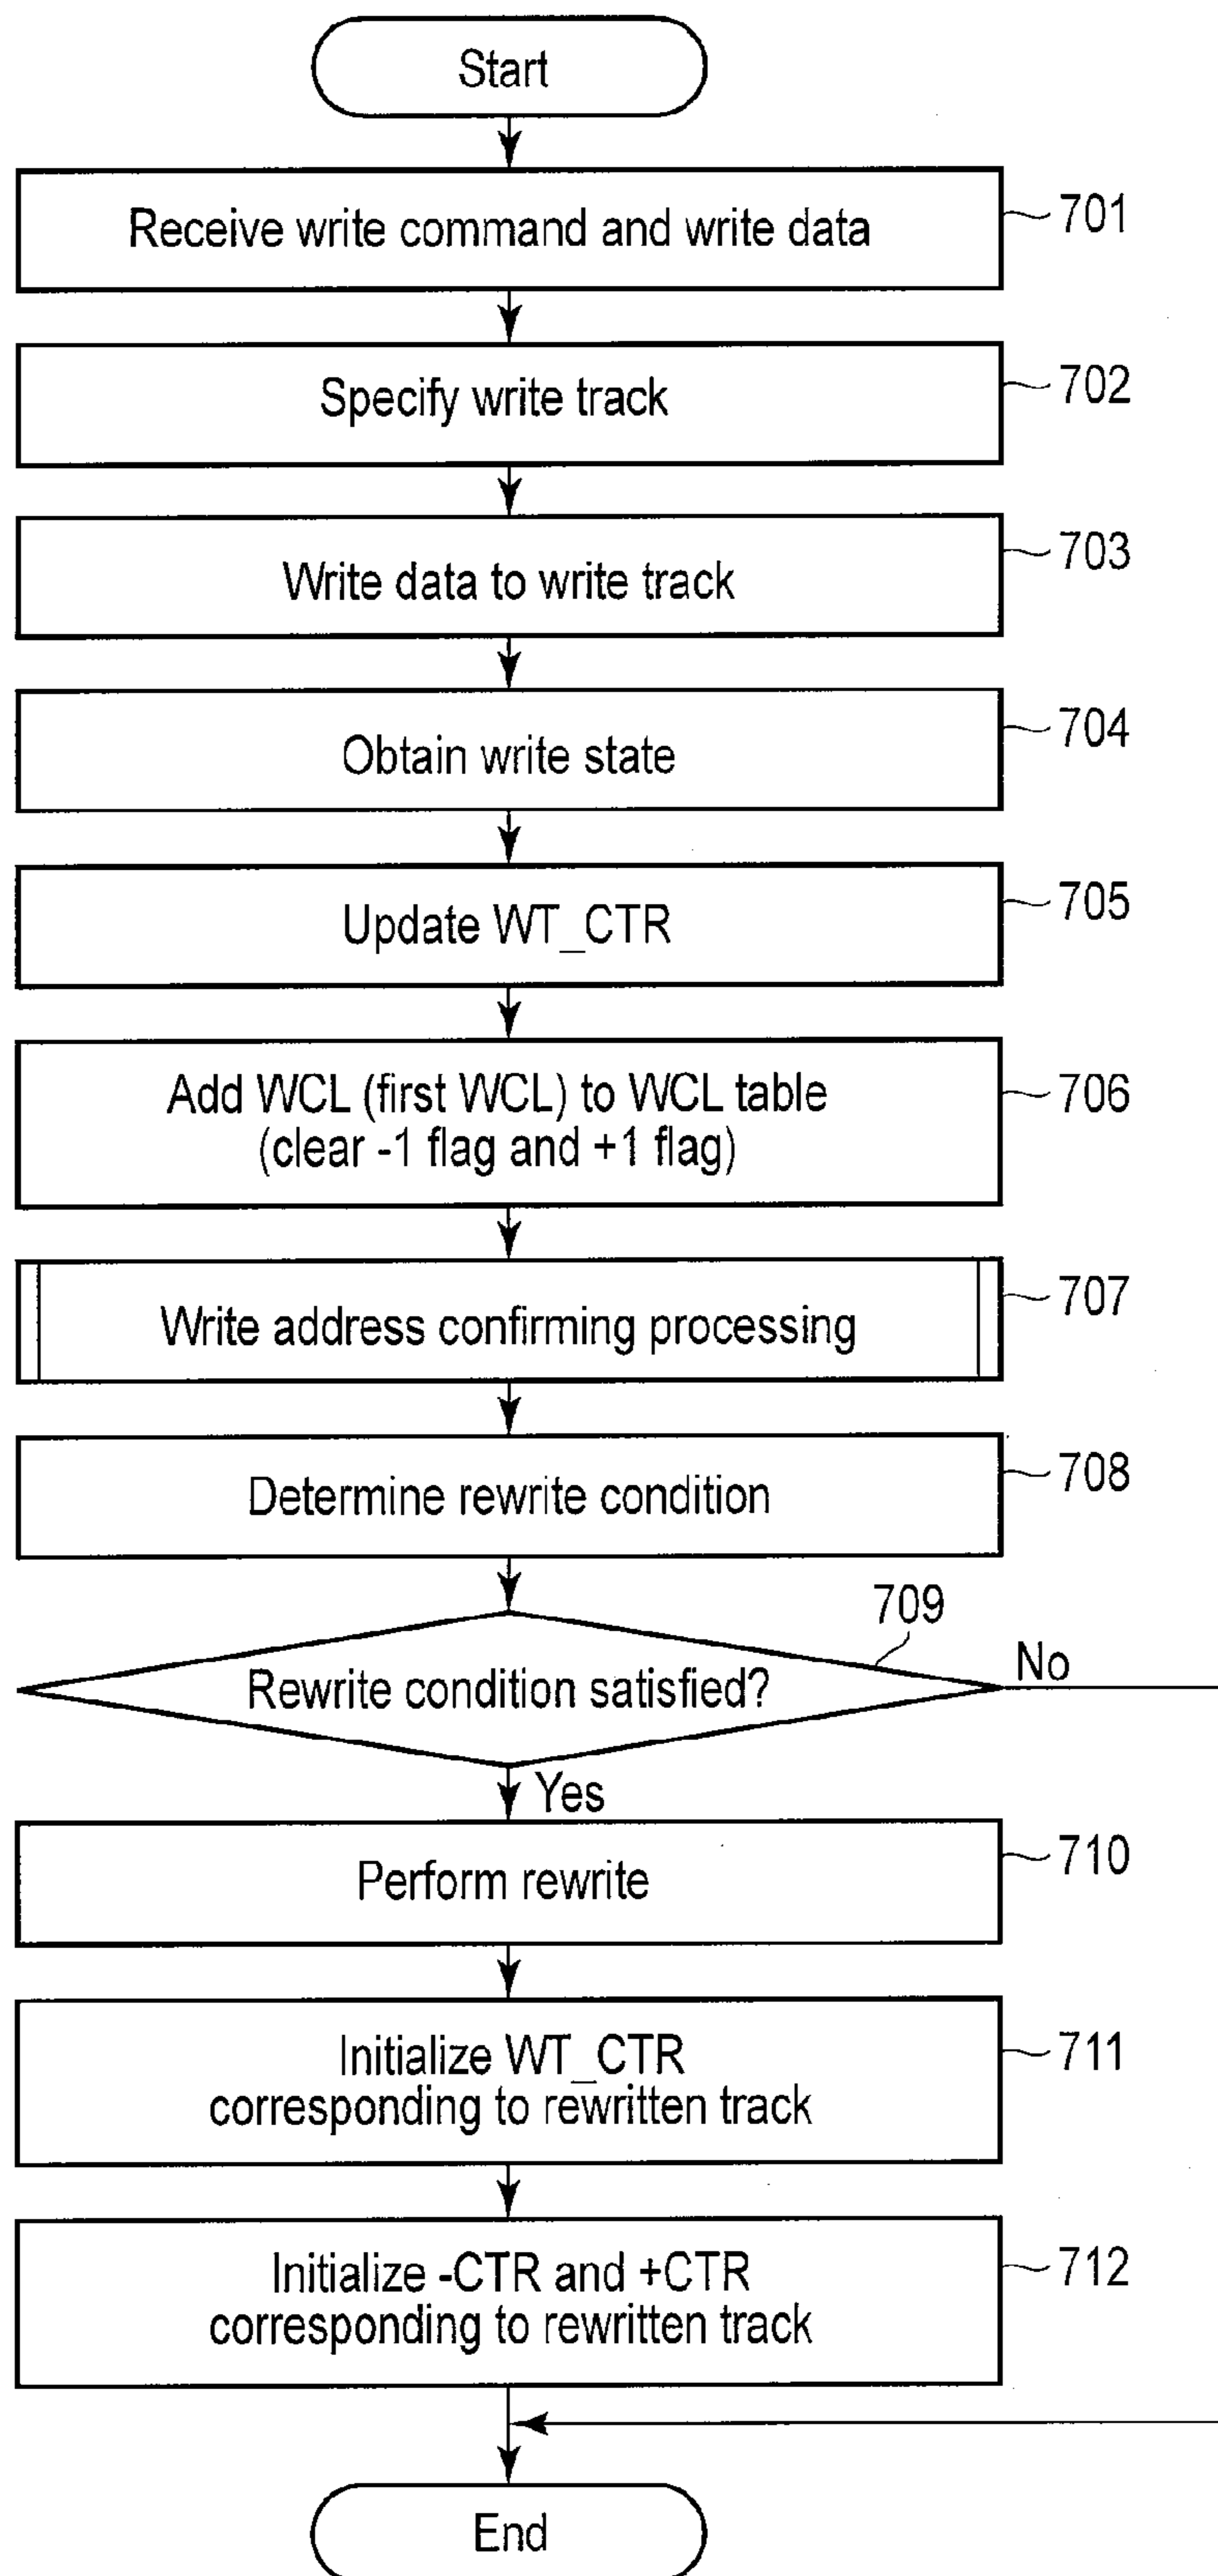 Start
Receive write command and write data
701
Specify write track
702
Write data to write track
703
Obtain write state
704
Update WT_CTR
705
Add WCL (first WCL) to WCL table
(clear -1 flag and +1 flag)
706
Write address confirming processing
707
Determine rewrite condition
708
709
Rewrite condition satisfied?
No
Yes
Perform rewrite
710
Initialize WT_CTR
corresponding to rewritten track
711
Initialize -CTR and +CTR
corresponding to rewritten track
712
End